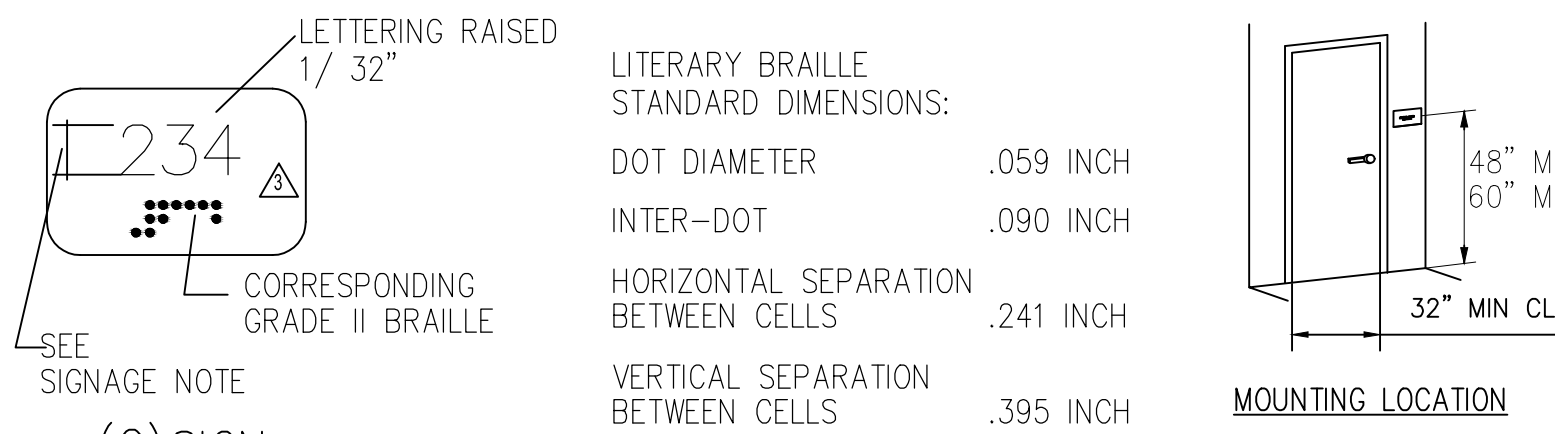 LETTERING RAISED
1/ 32"
234
3
CORRESPONDING
GRADE II BRAILLE
SEE
SIGNAGE NOTE
LITERARY BRAILLE
STANDARD DIMENSIONS:
DOT DIAMETER .059 INCH
INTER-DOT .090 INCH
HORIZONTAL SEPARATION
BETWEEN CELLS .241 INCH
VERTICAL SEPARATION
BETWEEN CELLS .395 INCH
48" M
60" M
32" MIN CL
MOUNTING LOCATION